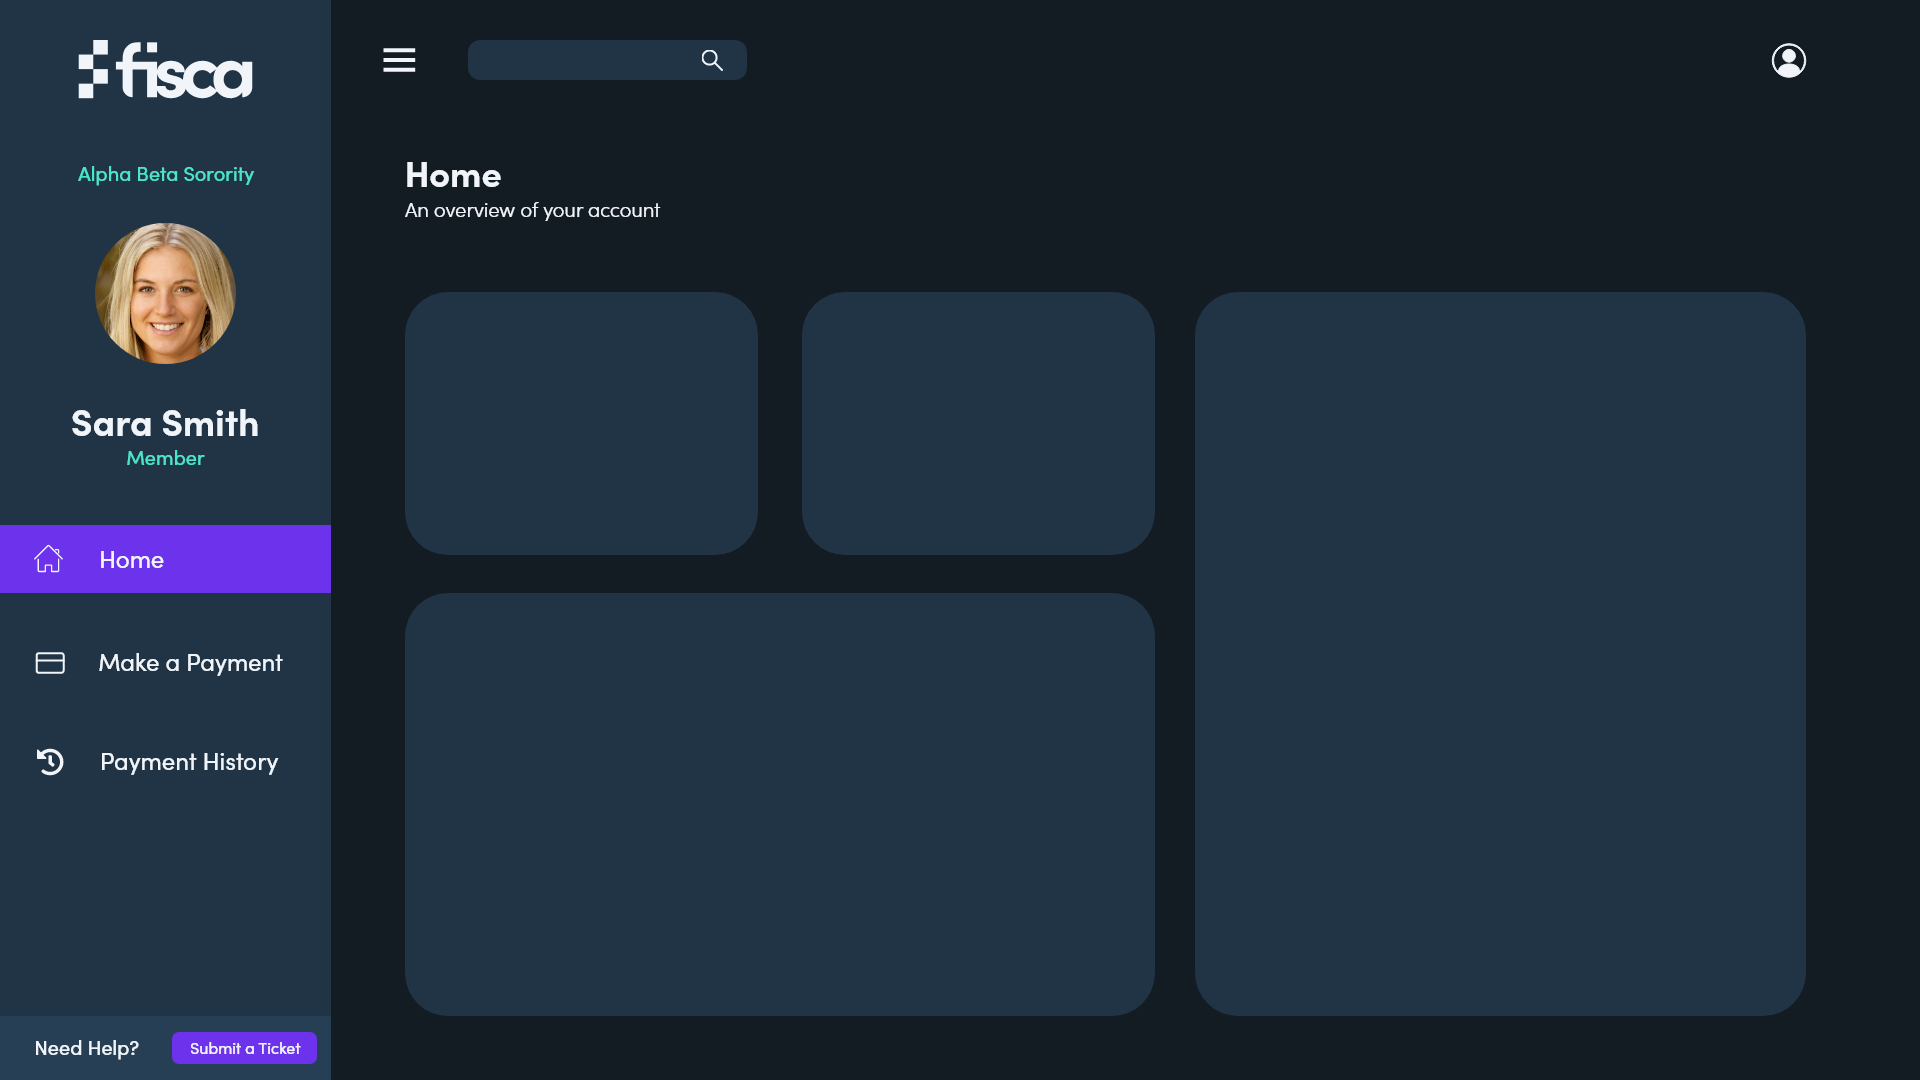 fisca
Alpha Beta Sorority
Sara Smith
Member
Home
Make a Payment
Payment History
Need Help?
Submit a Ticket
Home
An overview of your account